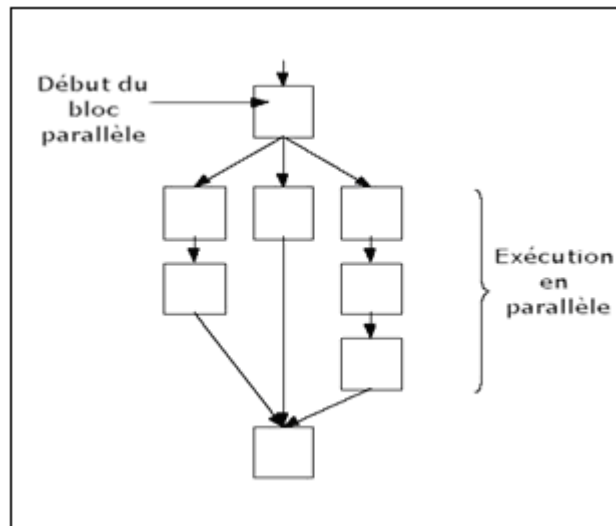 Début du
bloc
parallèle
Exécution
en
parallèle